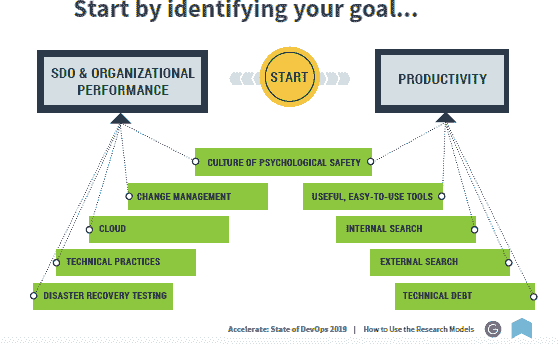 Start by identifying your goal...
SDO & ORGANIZATIONAL
PERFORMANCE
START
PRODUCTIVITY
CULTURE OF PSYCHOLOGICAL SAFETY
CHANGE MANAGEMENT
USEFUL, EASY-TO-USE TOOLS
CLOUD
INTERNAL SEARCH
TECHNICAL PRACTICES
EXTERNAL SEARCH
DISASTER RECOVERY TESTING
TECHNICAL DEBT
Accelerate: State of DevOps 2019 | How to Use the Research Models
G